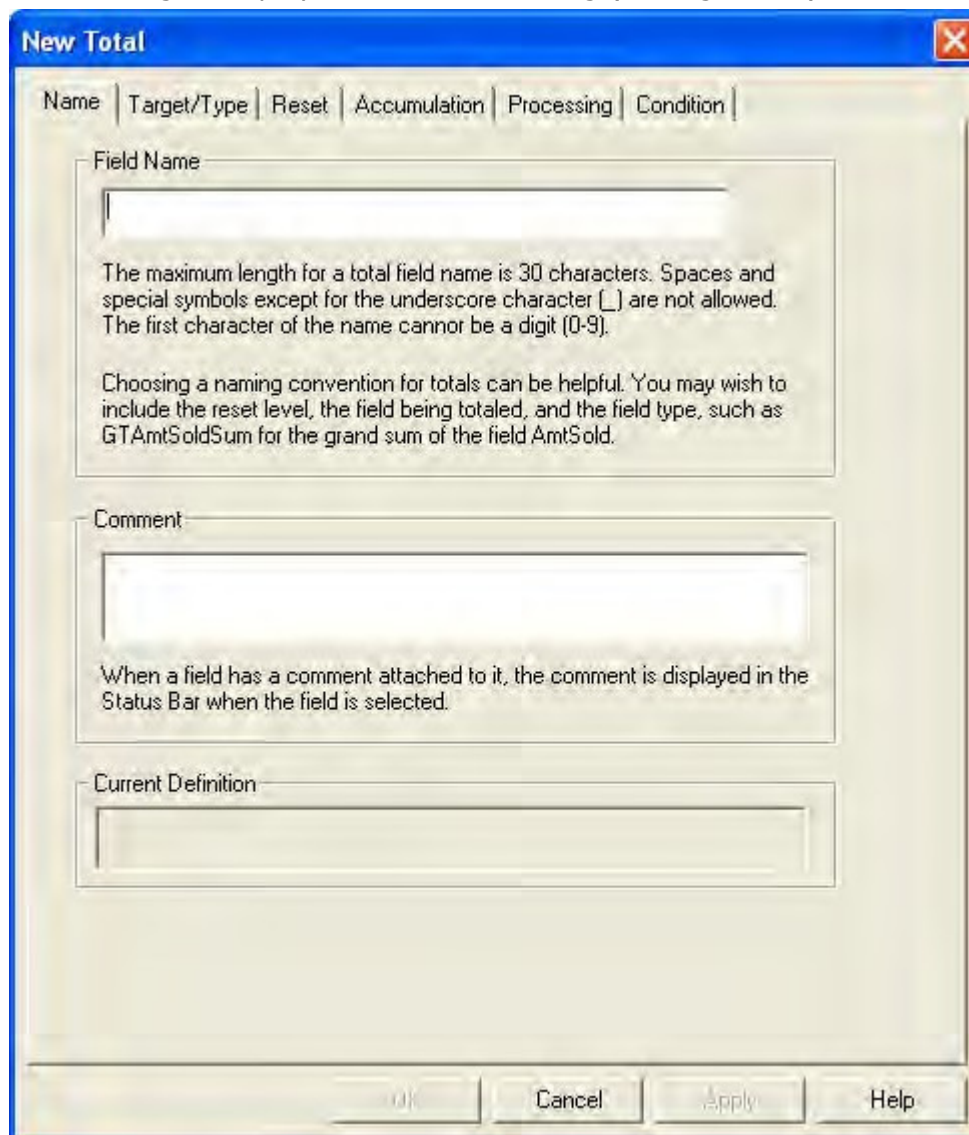 New Total
Name Target/Type Reset Accumulation Processing Condition
Field Name
The maximum length for a total field name is 30 characters. Spaces and
special symbols except for the underscore character (_) are not allowed.
The first character of the name cannor be a digit (0-9).
Choosing a naming convention for totals can be helpful. You may wish to
include the reset level, the field being totaled, and the field type, such as
GTAmtSoldSum for the grand sum of the field AmtSold.
Comment
When a field has a comment attached to it, the comment is displayed in the
Status Bar when the field is selected.
Current Definition
OK Cancel Apply Help